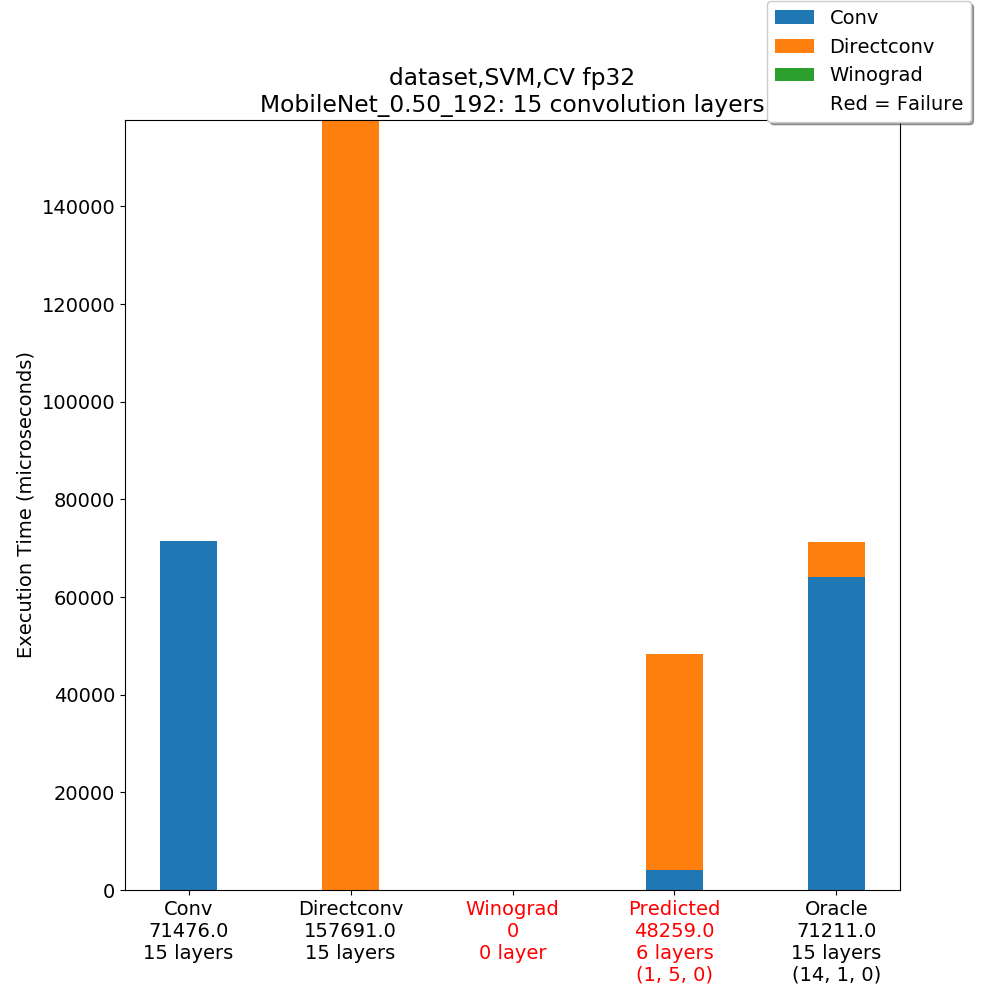 Conv
Directconv
Winograd
Red = Failure
dataset,SVM,CV fp32
MobileNet_0.50_192: 15 convolution layers
Execution Time (microseconds)
140000
120000
100000
80000
60000
40000
20000
0
Conv
71476.0
15 layers
Directconv
157691.0
15 layers
Winograd
0
0 layer
Predicted
48259.0
6 layers
(1, 5, 0)
Oracle
71211.0
15 layers
(14, 1, 0)